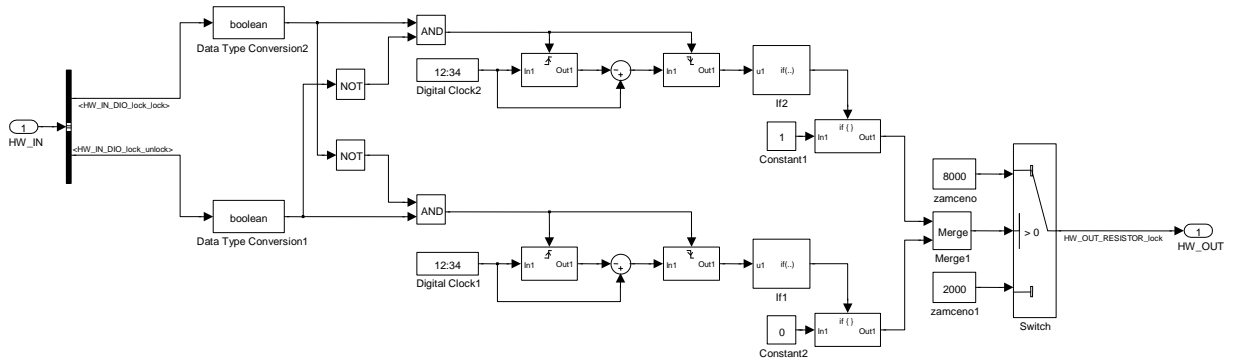 boolean
Data Type Conversion2
AND
12:34
Digital Clock2
In1
Out1
In1
Out1
u1
if(..)
If2
NOT
<HW_IN_DIO_lock_lock>
1
HW_IN
<HW_IN_DIO_lock_unlock>
NOT
1
Constant1
if { }
In1
Out1
8000
zamceno
boolean
Data Type Conversion1
AND
Merge
Merge1
> 0
HW_OUT_RESISTOR_lock
1
HW_OUT
12:34
Digital Clock1
In1
Out1
In1
Out1
u1
if(..)
If1
2000
zamceno1
Switch
0
Constant2
if { }
In1
Out1